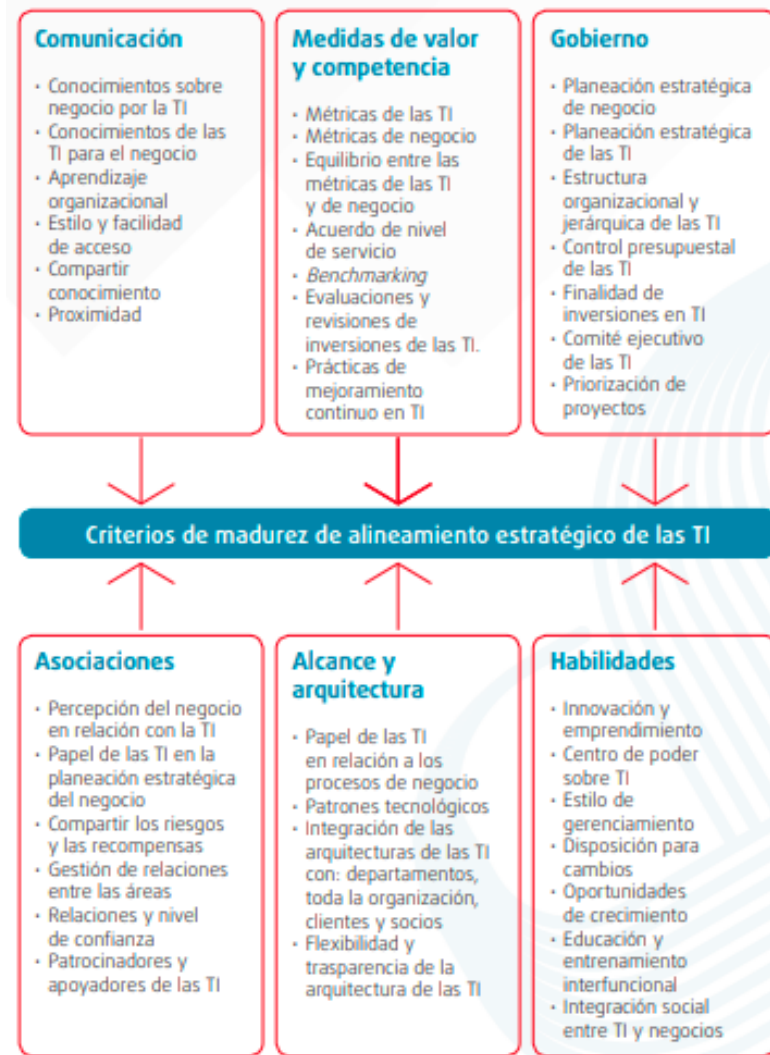 Comunicación
• Conocimientos sobre
negocio por la TI
• Conocimientos de las
TI para el negocio
• Aprendizaje
organizacional
• Estilo y facilidad
de acceso
• Compartir
conocimiento
• Proximidad
Medidas de valor
y competencia
• Métricas de las TI
• Métricas de negocio
• Equilibrio entre las
métricas de las TI
y de negocio
• Acuerdo de nivel
de servicio
• Benchmarking
• Evaluaciones y
revisiones de
inversiones de las TI.
• Prácticas de
mejoramiento
continuo en TI
Gobierno
• Planeación estratégica
de negocio
• Planeación estratégica
de las TI
• Estructura
organizacional y
jerárquica de las TI
• Control presupuestal
de las TI
• Finalidad de
inversiones en TI
• Comité ejecutivo
de las TI
• Priorización de
proyectos
Criterios de madurez de alineamiento estratégico de las TI
Asociaciones
• Percepción del negocio
en relación con la TI
• Papel de las TI en la
planeación estratégica
del negocio
• Compartir los riesgos
y las recompensas
• Gestión de relaciones
entre las áreas
• Relaciones y nivel
de confianza
• Patrocinadores y
apoyadores de las TI
Alcance y
arquitectura
• Papel de las TI
en relación a los
procesos de negocio
• Patrones tecnológicos
• Integración de las
arquitecturas de las TI
con: departamentos,
toda la organización,
clientes y socios
• Flexibilidad y
trasparencia de la
arquitectura de las TI
Habilidades
• Innovación y
emprendimiento
• Centro de poder
sobre TI
• Estilo de
gerenciamiento
• Disposición para
cambios
• Oportunidades
de crecimiento
• Educación y
entrenamiento
interfuncional
• Integración social
entre TI y negocios